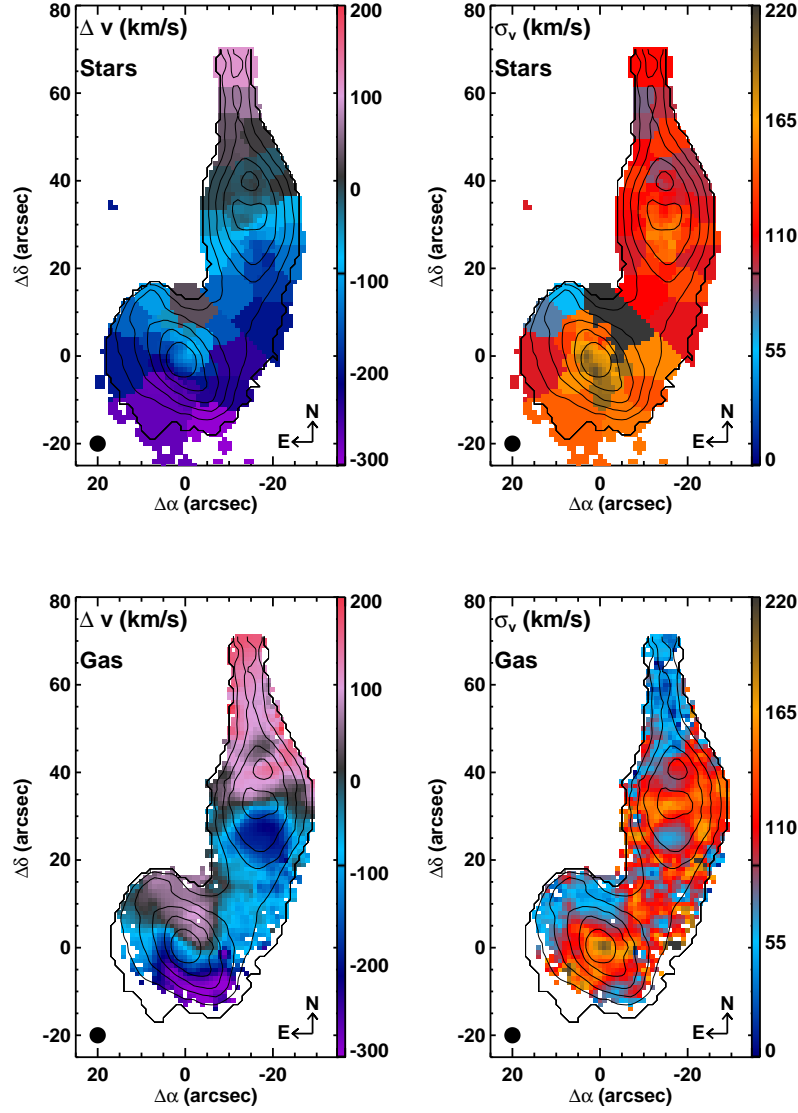 Δ v (km/s)
Stars
80
60
40
20
0
-20
20
0
-20
Δδ (arcsec)
Δα (arcsec)
N
E
200
100
0
-100
-200
-300
σv (km/s)
Stars
80
60
40
20
0
-20
20
0
-20
Δδ (arcsec)
Δα (arcsec)
N
E
220
165
110
55
0
Δ v (km/s)
Gas
80
60
40
20
0
-20
20
0
-20
Δδ (arcsec)
Δα (arcsec)
N
E
200
100
0
-100
-200
-300
σv (km/s)
Gas
80
60
40
20
0
-20
20
0
-20
Δδ (arcsec)
Δα (arcsec)
N
E
220
165
110
55
0